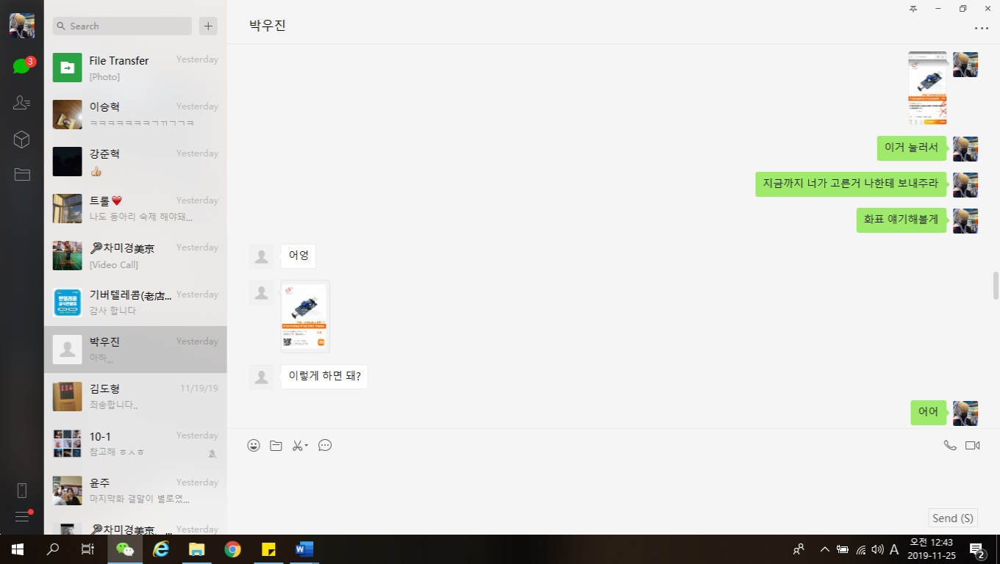 Search
3
File Transfer
Yesterday
[Photo]
이승혁
Yesterday
ㅋㅋㅋㅋㅋㅋㅋㄱㄲㄱㄱㅋ
강준혁
Yesterday
트롤❤
Yesterday
나도 동아리 숙제 해야돼...
차미경美京
Yesterday
[Video Call]
기버텔레콤(老店...
Yesterday
감사 합니다
박우진
Yesterday
아하,,,
김도형
11/19/19
죄송합니다..
10-1
Yesterday
참고해 ㅎㅅㅎ
윤주
Yesterday
마지막화 결말이 별로였...
차미경美京、...
Yesterday
박우진
이거 눌러서
지금까지 너가 고른거 나한테 보내주라
화표 얘기해볼게
어엉
이렇게 하면 돼?
어어
Send (S)
A
오전 12:43
2019-11-25
2